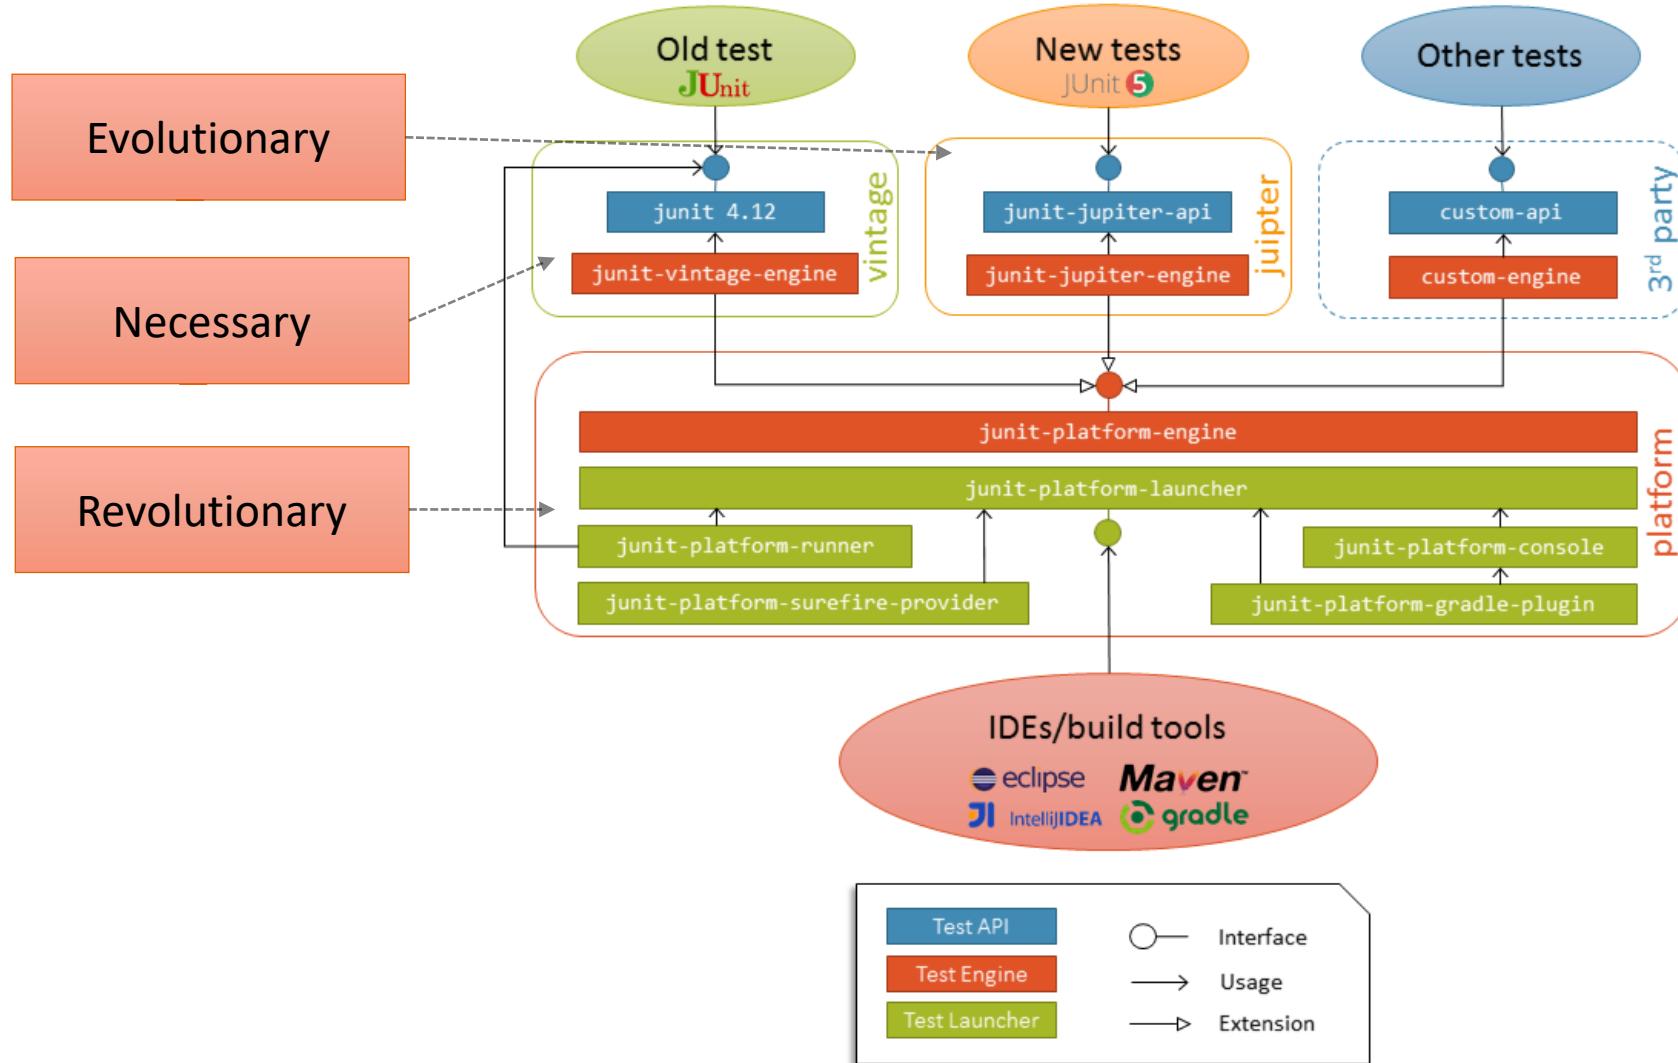 Old test
JUnit
New tests
JUnit 5
Other tests
Evolutionary
Necessary
Revolutionary
junit 4.12
junit-vintage-engine
vintage
junit-jupiter-api
junit-jupiter-engine
juipter
custom-api
custom-engine
3rd party
junit-platform-engine
junit-platform-launcher
junit-platform-runner
junit-platform-console
junit-platform-surefire-provider
junit-platform-gradle-plugin
platform
IDEs/build tools
eclipse
Maven™
JI IntelliJIDEA
gradle
Test API
Interface
Test Engine
Usage
Test Launcher
Extension